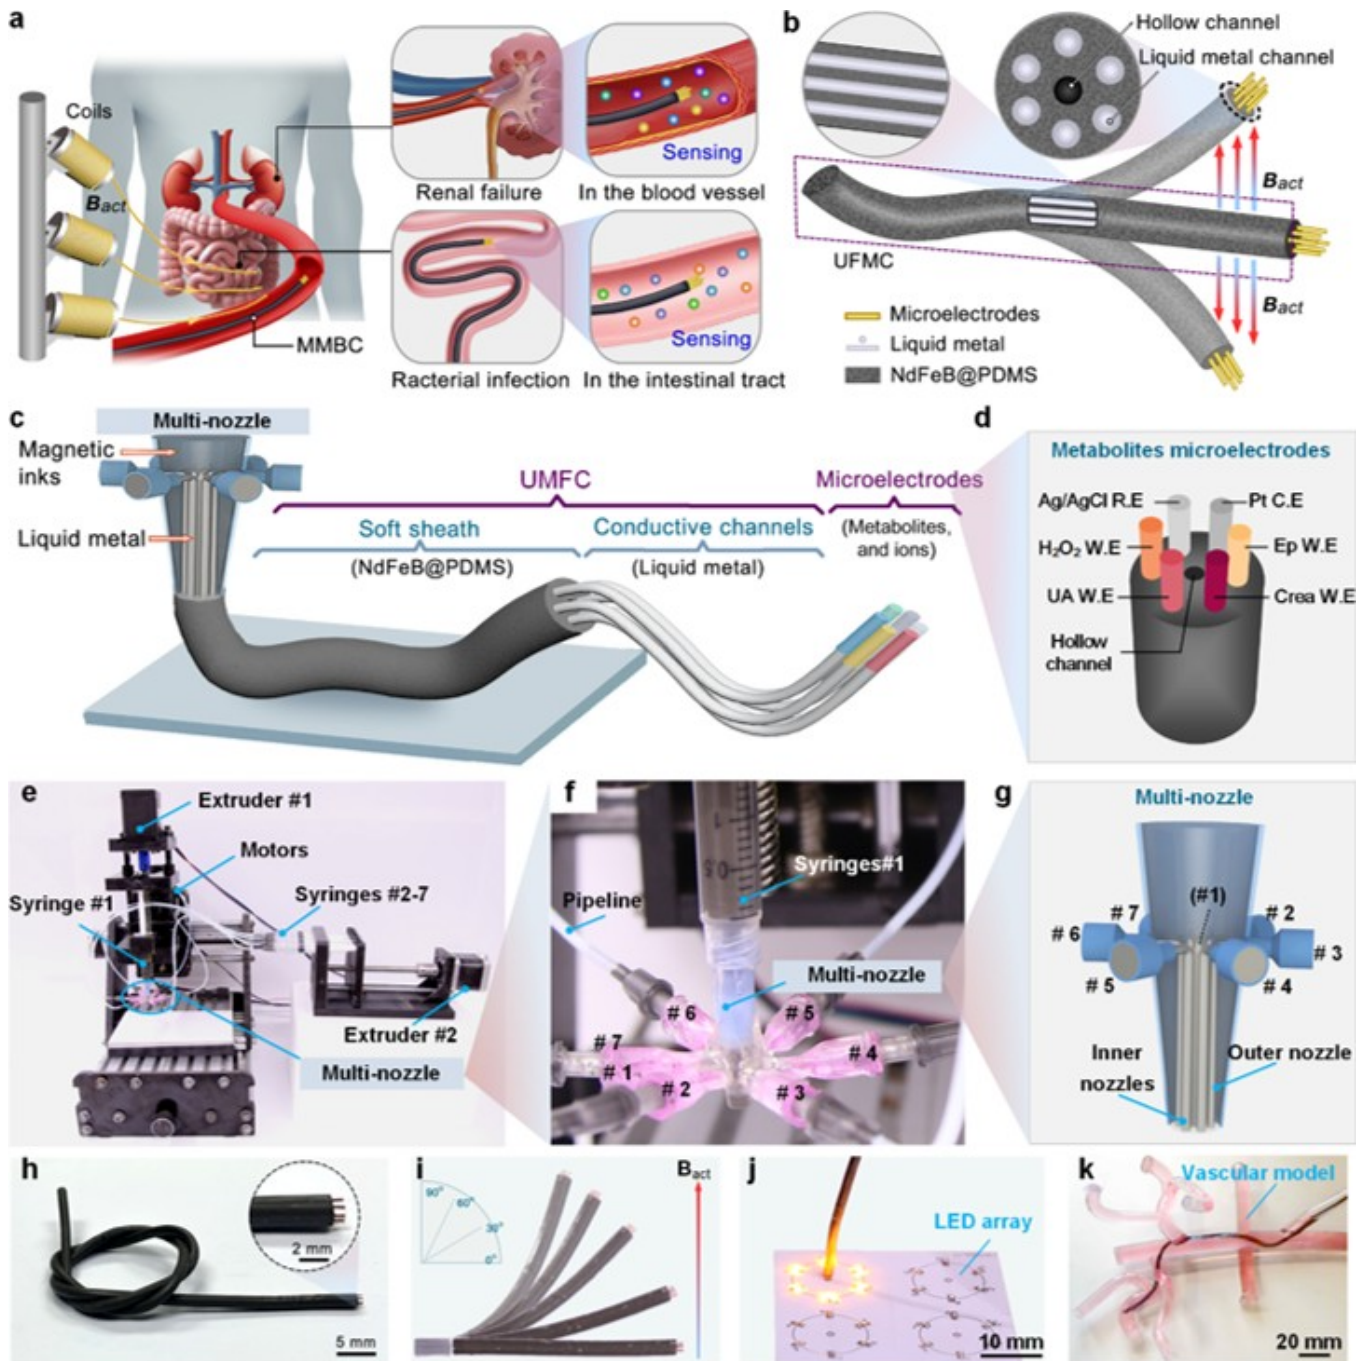 a
Coils
Bact
MMBC
Renal failure
Sensing
In the blood vessel
Racterial infection
Sensing
In the intestinal tract
b
Hollow channel
Liquid metal channel
Bact
UFMC
Bact
Microelectrodes
Liquid metal
NdFeB@PDMS
c
Multi-nozzle
Magnetic
inks
Liquid metal
UMFC
Microelectrodes
Soft sheath
(NdFeB@PDMS)
Conductive channels
(Liquid metal)
(Metabolites,
and ions)
d
Metabolites microelectrodes
Ag/AgCl R.E
Pt C.E
H₂O₂ W.E
Ep W.E
UA W.E
Crea W.E
Hollow
channel
e
Extruder #1
Motors
Syringe #1
Syringes #2-7
Extruder #2
Multi-nozzle
f
Syringes#1
Pipeline
Multi-nozzle
# 6
# 5
# 7
# 4
# 1
# 2
# 3
0.5
g
Multi-nozzle
(#1)
# 7
# 2
# 6
# 3
# 5
# 4
Inner
nozzles
Outer nozzle
h
2 mm
5 mm
i
Bact
90°
60°
30°
0°
j
LED array
10 mm
k
Vascular model
20 mm